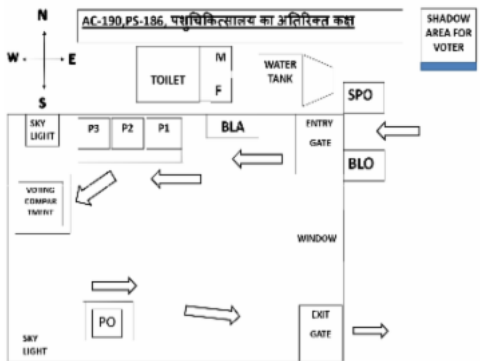 N
AC-190,PS-186, पशुचिकित्सालय का अतिरिक्त कक्ष
SHADOW
AREA FOR
VOTER
W E
S
TOILET
M
F
WATER
TANK
SPO
SKY
LIGHT
P3 P2 P1
BLA
ENTRY
GATE
BLO
VOTING
COMPAR
TMENT
WINDOW
PO
EXIT
GATE
SKY
LIGHT